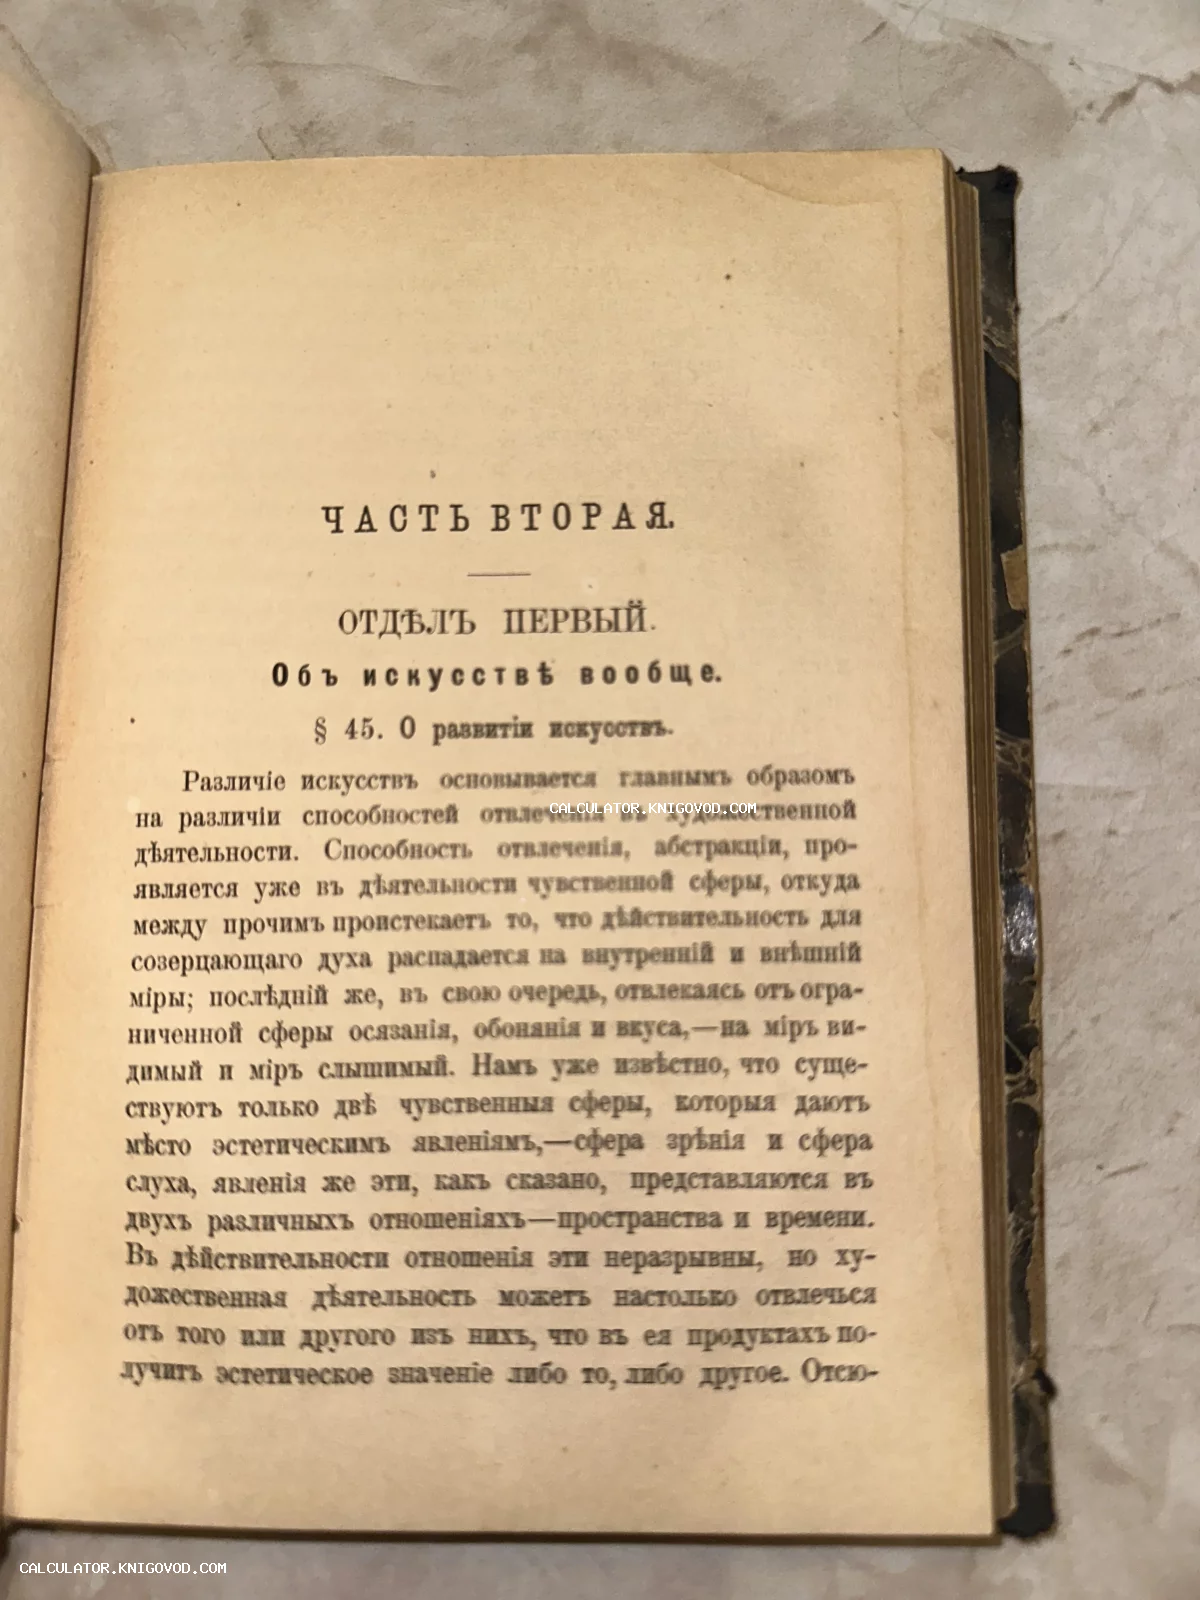 ЧАСТЬ ВТОРАЯ.
ОТДѢЛЪ ПЕРВЫЙ.
Объ искусствѣ вообще.
§ 45. О развитіи искусствъ.
Различіе искусствъ основывается главнымъ образомъ
на различіи способностей отвлеченія въ художественной
дѣятельности. Способность отвлеченія, абстракціи, про-
является уже въ дѣятельности чувственной сферы, откуда
между прочимъ проистекаетъ то, что дѣйствительность для
созерцающаго духа распадается на внутренній и внѣшній
міры; послѣдній же, въ свою очередь, отвлекаясь отъ огра-
ниченной сферы осязанія, обонянія и вкуса,—на міръ ви-
димый и міръ слышимый. Намъ уже извѣстно, что суще-
ствуютъ только двѣ чувственныя сферы, которыя даютъ
мѣсто эстетическимъ явленіямъ,—сфера зрѣнія и сфера
слуха, явленія же эти, какъ сказано, представляются въ
двухъ различныхъ отношеніяхъ—пространства и времени.
Въ дѣйствительности отношенія эти неразрывны, но ху-
дожественная дѣятельность можетъ настолько отвлечься
отъ того или другого изъ нихъ, что въ ея продуктахъ по-
лучитъ эстетическое значеніе либо то, либо другое. Отсю-
CALCULATOR.KNIGOVOD.COM
CALCULATOR.KNIGOVOD.COM